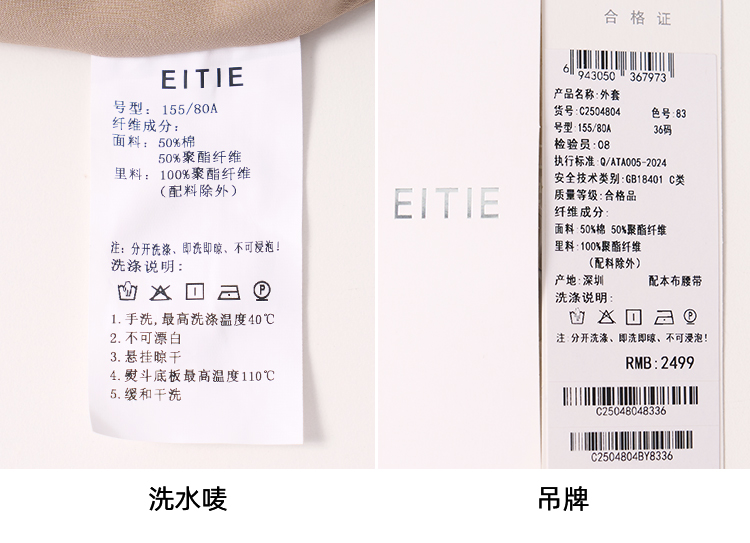 EITIE
号型: 155/80A
纤维成分:
面料: 50%棉
50%聚酯纤维
里料: 100%聚酯纤维
(配料除外)
注: 分开洗涤、即洗即晾、不可浸泡!
洗涤说明:
1.手洗,最高洗涤温度40℃
2.不可漂白
3.悬挂晾干
4.熨斗底板最高温度110℃
5.缓和干洗
洗水唛
EITIE
合格证
6 943050 367973
产品名称:外套
货号:C2504804 色号:83
号型:155/80A 36码
检验员:08
执行标准:Q/ATA005-2024
安全技术类别:GB18401 C类
质量等级:合格品
纤维成分:
面料:50%棉 50%聚酯纤维
里料:100%聚酯纤维
(配料除外)
产地:深圳 配本布腰带
洗涤说明:
注:分开洗涤、即洗即晾、不可浸泡!
RMB:2499
C25048048336
C2504804BY8336
吊牌